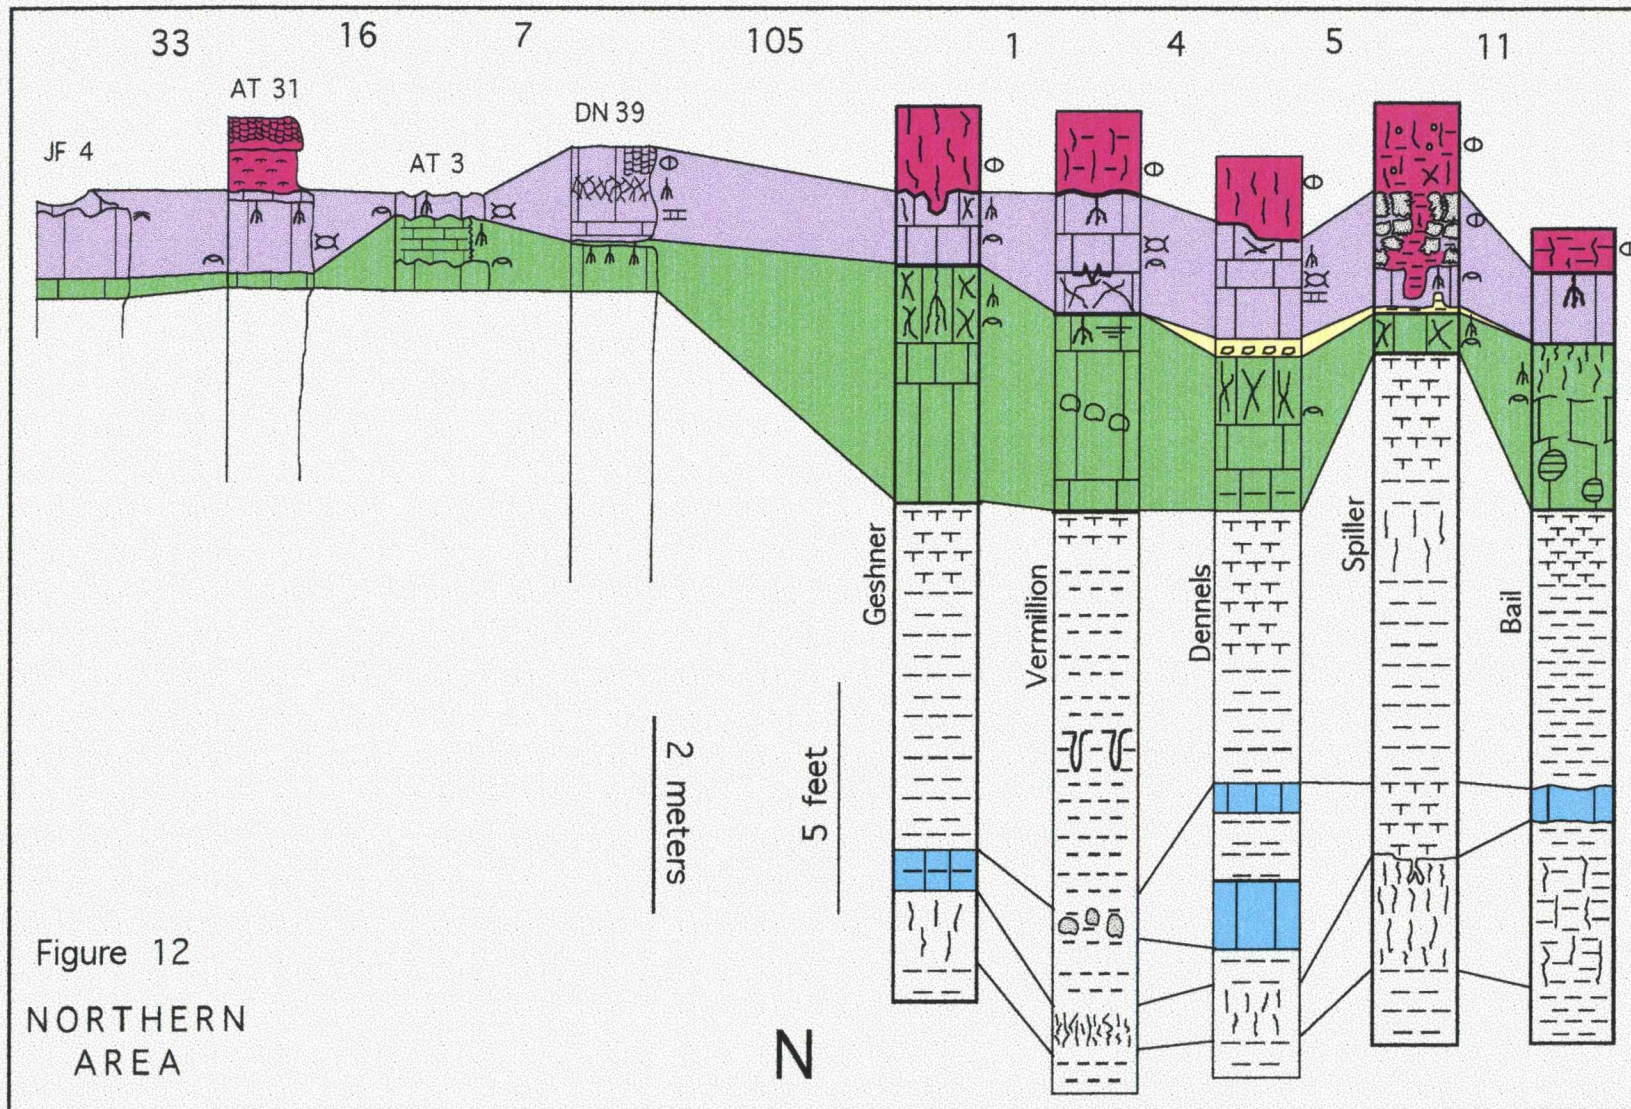 33 16 7 105 1 4 5 11
JF 4
AT 31
AT 3
DN 39
Geshner
Vermillion
Dennels
Spiller
Bail
2 meters
5 feet
Figure 12
NORTHERN
AREA
N